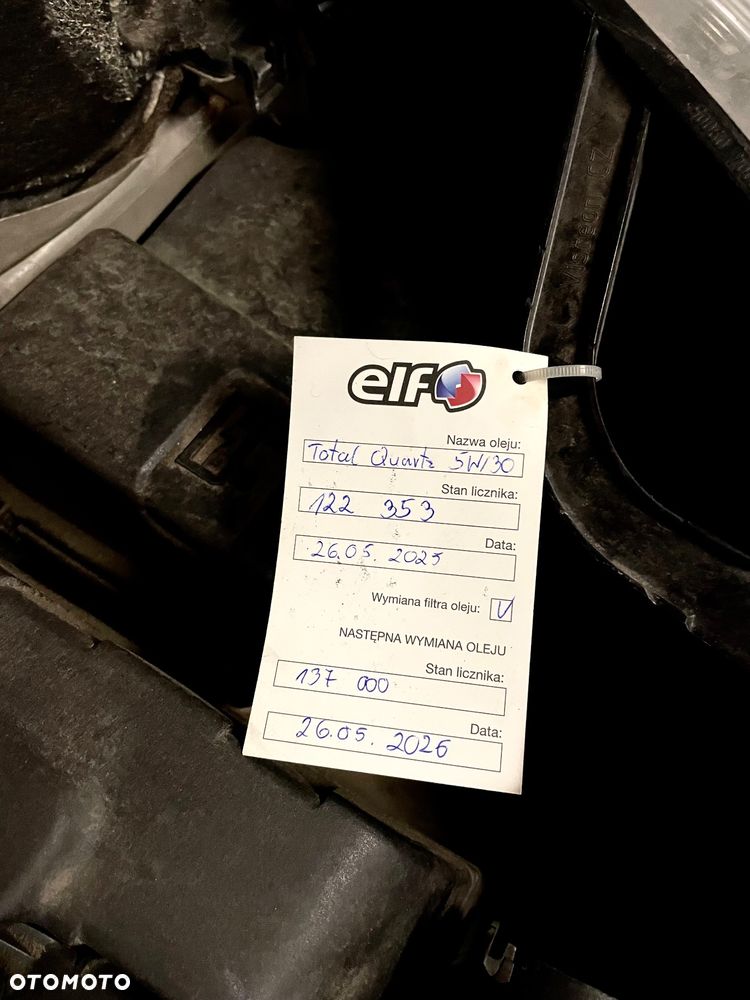 elf
Nazwa oleju:
Total Quartz 5W/30
Stan licznika:
122 353
Data:
26.05.2025
Wymiana filtra oleju: V
NASTĘPNA WYMIANA OLEJU
Stan licznika:
137 000
Data:
26.05.2026
OTOMOTO